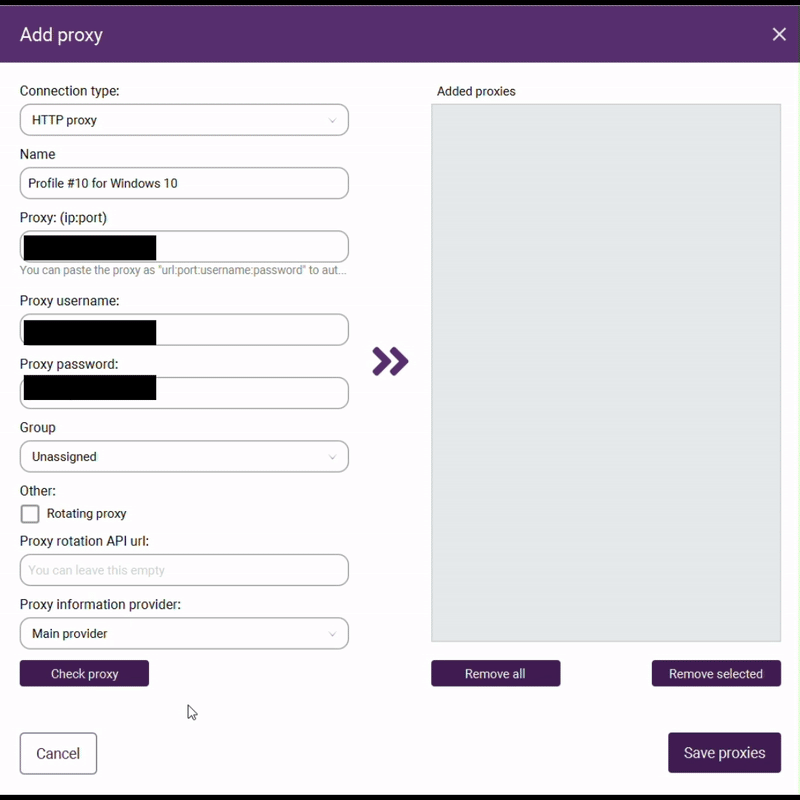 Add proxy
Connection type:
HTTP proxy
Name
Profile #10 for Windows 10
Proxy: (ip:port)
You can paste the proxy as "url:port:username:password" to aut...
Proxy username:
Proxy password:
Group
Unassigned
Other:
Rotating proxy
Proxy rotation API url:
You can leave this empty
Proxy information provider:
Main provider
Check proxy
Cancel
Added proxies
Remove all
Remove selected
Save proxies